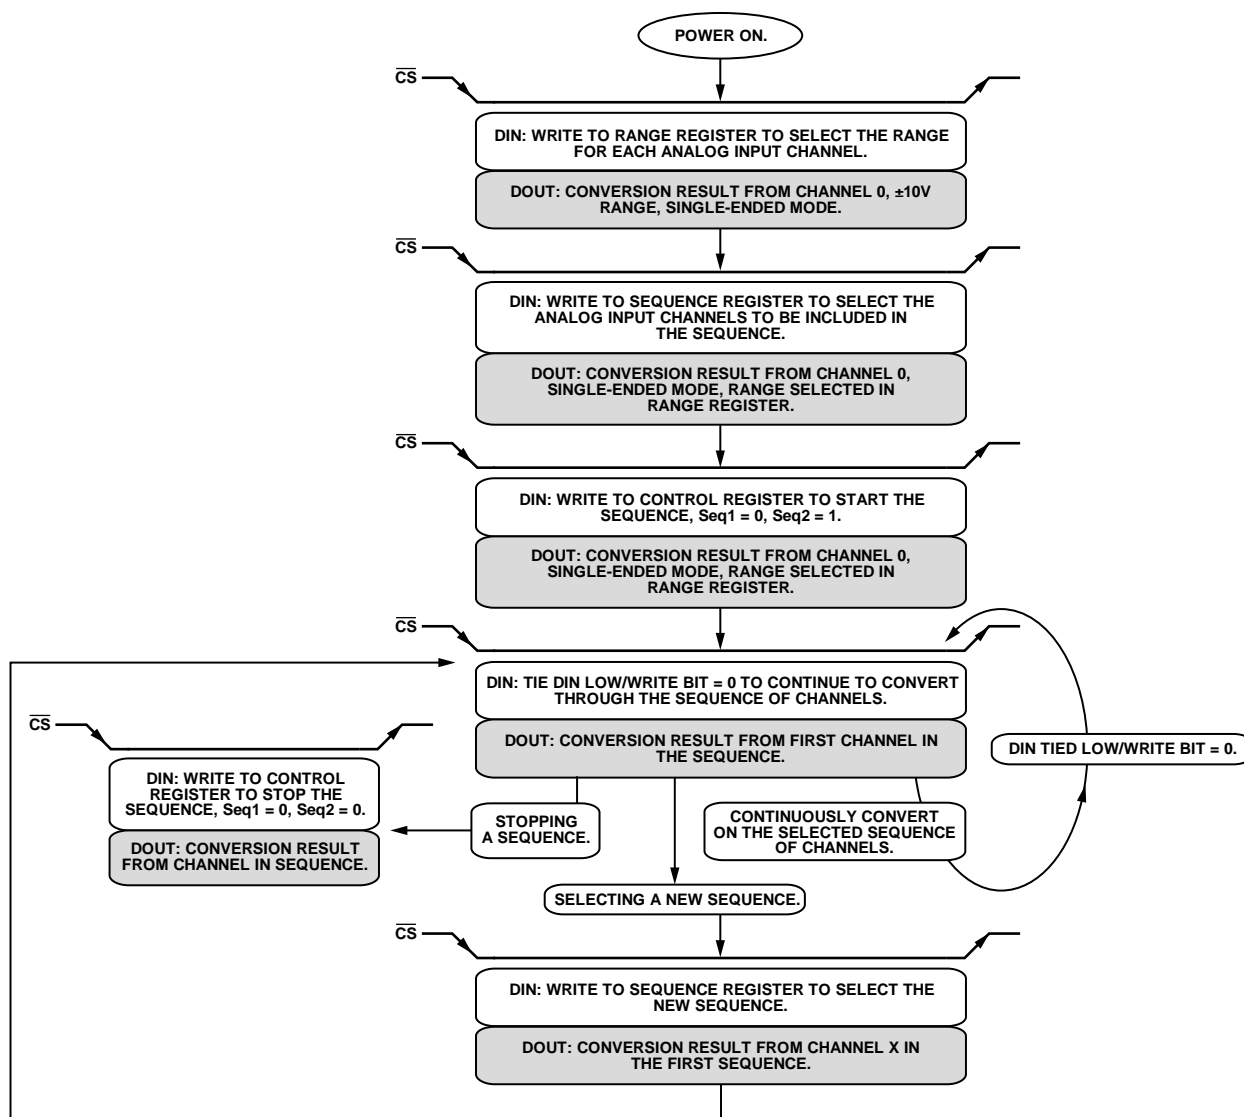 POWER ON.
CS
DIN: WRITE TO RANGE REGISTER TO SELECT THE RANGE
FOR EACH ANALOG INPUT CHANNEL.
DOUT: CONVERSION RESULT FROM CHANNEL 0, ±10V
RANGE, SINGLE-ENDED MODE.
CS
DIN: WRITE TO SEQUENCE REGISTER TO SELECT THE
ANALOG INPUT CHANNELS TO BE INCLUDED IN
THE SEQUENCE.
DOUT: CONVERSION RESULT FROM CHANNEL 0,
SINGLE-ENDED MODE, RANGE SELECTED IN
RANGE REGISTER.
CS
DIN: WRITE TO CONTROL REGISTER TO START THE
SEQUENCE, Seq1 = 0, Seq2 = 1.
DOUT: CONVERSION RESULT FROM CHANNEL 0,
SINGLE-ENDED MODE, RANGE SELECTED IN
RANGE REGISTER.
CS
DIN: TIE DIN LOW/WRITE BIT = 0 TO CONTINUE TO CONVERT
THROUGH THE SEQUENCE OF CHANNELS.
DOUT: CONVERSION RESULT FROM FIRST CHANNEL IN
THE SEQUENCE.
DIN TIED LOW/WRITE BIT = 0.
CS
DIN: WRITE TO CONTROL
REGISTER TO STOP THE
SEQUENCE, Seq1 = 0, Seq2 = 0.
DOUT: CONVERSION RESULT
FROM CHANNEL IN SEQUENCE.
STOPPING
A SEQUENCE.
CONTINUOUSLY CONVERT
ON THE SELECTED SEQUENCE
OF CHANNELS.
SELECTING A NEW SEQUENCE.
CS
DIN: WRITE TO SEQUENCE REGISTER TO SELECT THE
NEW SEQUENCE.
DOUT: CONVERSION RESULT FROM CHANNEL X IN
THE FIRST SEQUENCE.